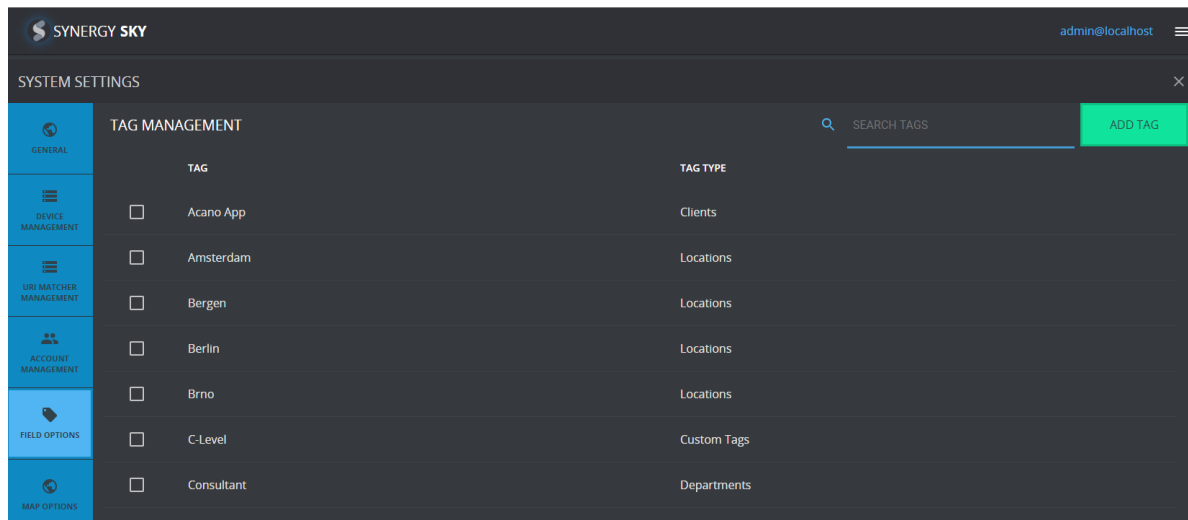 SYNERGY SKY
admin@localhost
SYSTEM SETTINGS
GENERAL
DEVICE
MANAGEMENT
URI MATCHER
MANAGEMENT
ACCOUNT
MANAGEMENT
FIELD OPTIONS
MAP OPTIONS
TAG MANAGEMENT
SEARCH TAGS
ADD TAG
TAG TAG TYPE
Acano App Clients
Amsterdam Locations
Bergen Locations
Berlin Locations
Brno Locations
C-Level Custom Tags
Consultant Departments